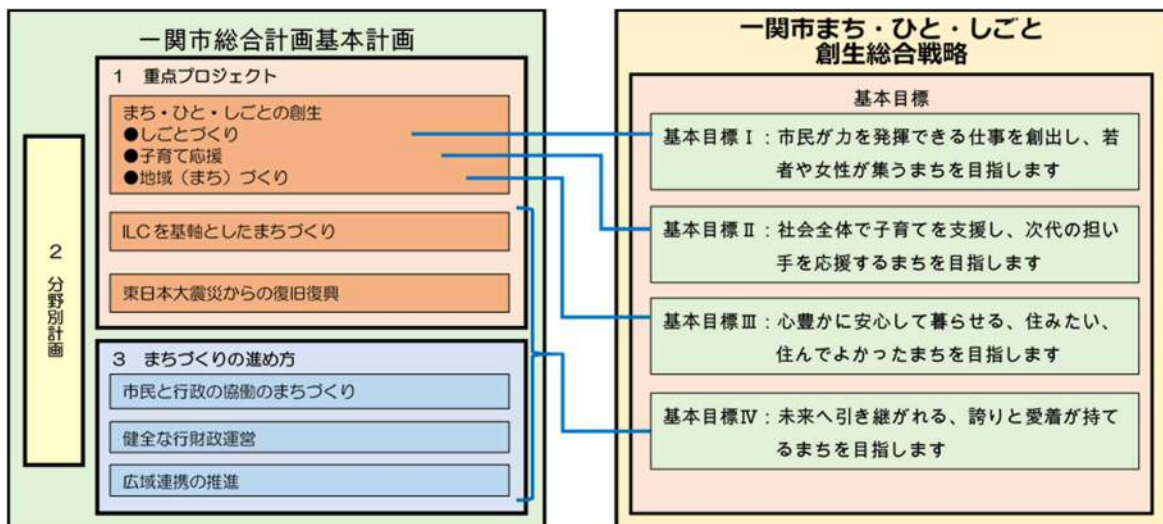 一関市総合計画基本計画
1 重点プロジェクト
まち・ひと・しごとの創生
●しごとづくり
●子育て応援
●地域(まち)づくり
ILCを基軸としたまちづくり
東日本大震災からの復旧復興
2 分野別計画
3 まちづくりの進め方
市民と行政の協働のまちづくり
健全な行財政運営
広域連携の推進
一関市まち・ひと・しごと
創生総合戦略
基本目標
基本目標Ⅰ:市民が力を発揮できる仕事を創出し、若
者や女性が集うまちを目指します
基本目標Ⅱ:社会全体で子育てを支援し、次代の担い
手を応援するまちを目指します
基本目標Ⅲ:心豊かに安心して暮らせる、住みたい、
住んでよかったまちを目指します
基本目標Ⅳ:未来へ引き継がれる、誇りと愛着が持て
るまちを目指します